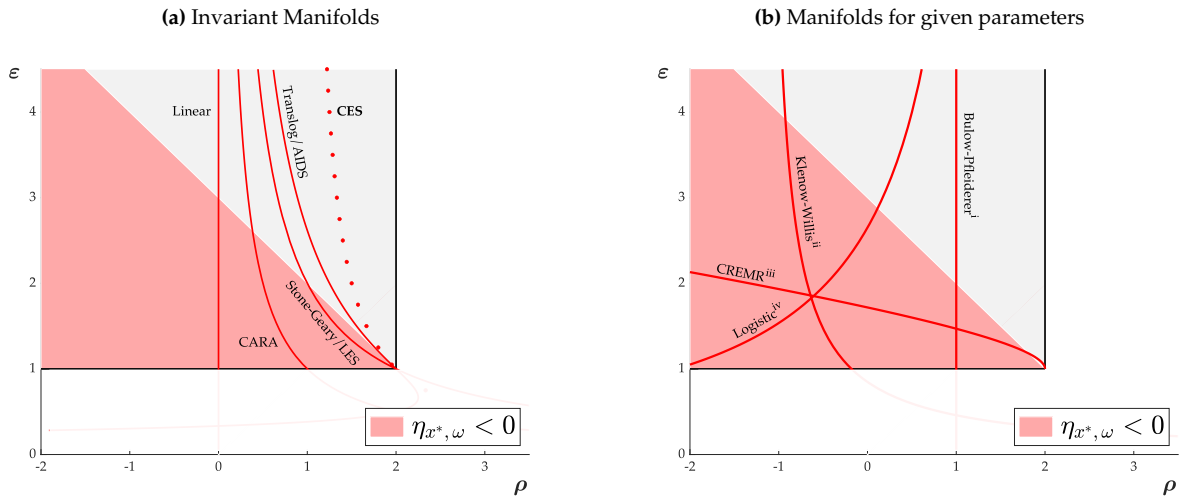 (a) Invariant Manifolds
ε
4
3
2
1
0
-2
0
1
2
3
ρ
Linear
Translog/AIDS
CES
Stone-Geary/LES
CARA
η_{x*, ω} < 0
(b) Manifolds for given parameters
ε
4
3
2
1
0
-2
0
1
2
3
ρ
Klenow-Willis^{ii}
Bulow-Pfleiderer^{i}
CREMR^{iii}
Logistic^{iv}
η_{x*, ω} < 0